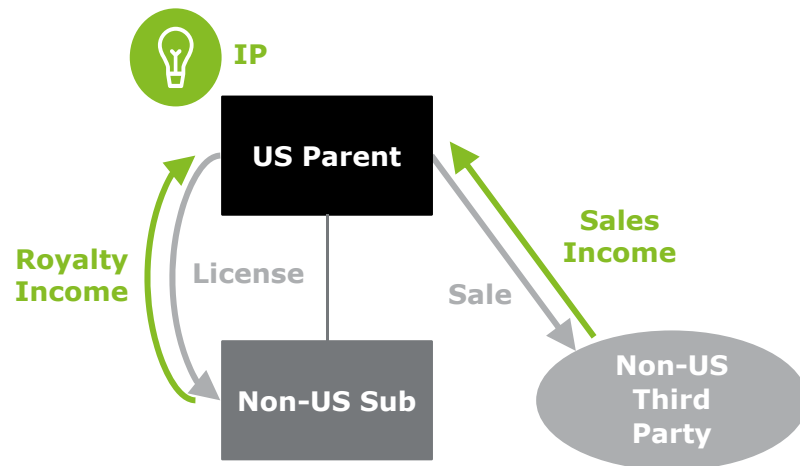 IP
US Parent
Royalty
Income
License
Sales
Income
Sale
Non-US Sub
Non-US
Third
Party